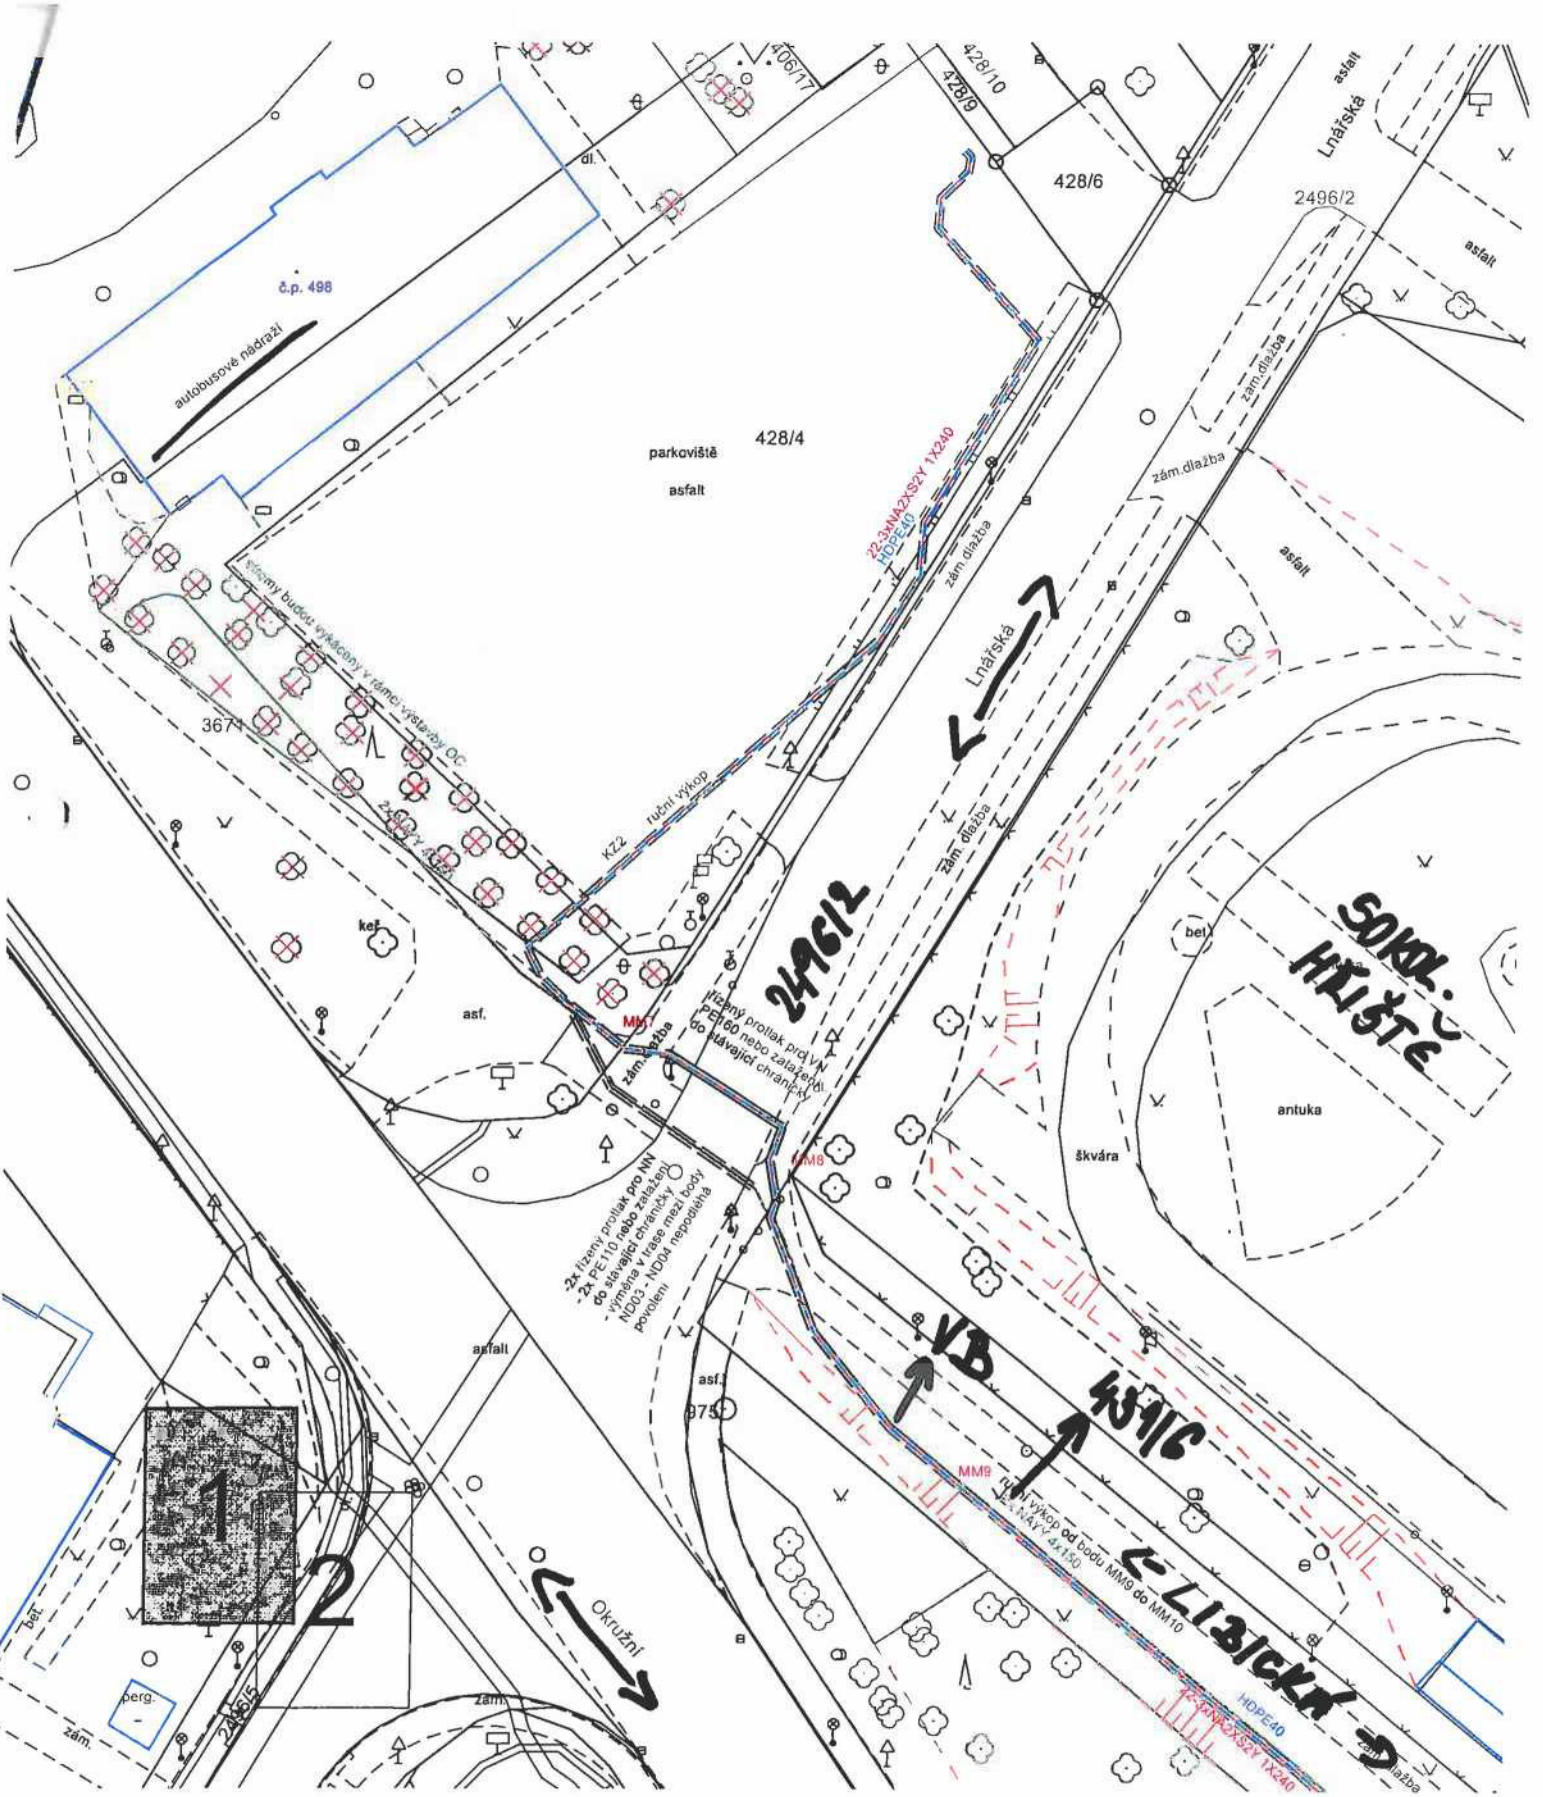 406/17
428/10
428/9
asfalt
Lnářská
dl.
428/6
2496/2
asfalt
č.p. 498
autobusové nádraží
zám.dlažba
parkoviště
428/4
asfalt
22-3xNA2XS2Y 1X240
HDPE40
zám.dlažba
zám.dlažba
asfalt
stromy budou vykáceny v rámci výstavby OC
Lnářská
3671
KZ2
ruční výkop
zám. dlažba
keř
2496/2
bet.
SOKOL.
HŘIŠTĚ
asf.
MM7
zám.dlažba
řízený protlak pro VN
PE160 nebo zatažení
do stávající chráničky
antuka
škvára
MM8
-2x řízený protlak pro NN
- 2x PE110 nebo zatažení
do stávající chráničky
- výměna v trase mezi body
ND03 - ND04 nepodléhá
povolení
asfalt
VB
asf.
975
431/6
1
2
MM9
ruční výkop od bodu MM9 do MM10
NAYY 4x150
← LIBICKÁ →
Okružní
bet.
perg.
zám.
2496/5
zám.
HDPE40
22-3xNA2XS2Y 1X240
zám. dlažba